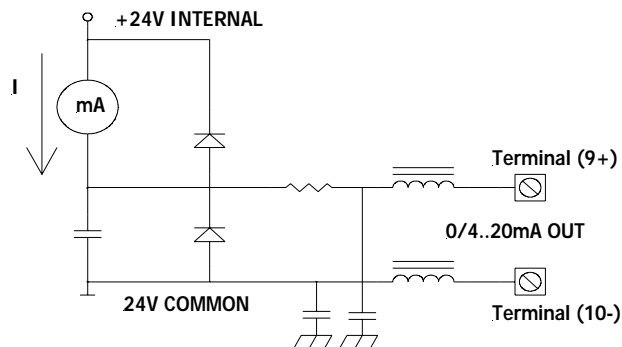 +24V INTERNAL
I
mA
Terminal (9+)
0/4..20mA OUT
24V COMMON
Terminal (10-)